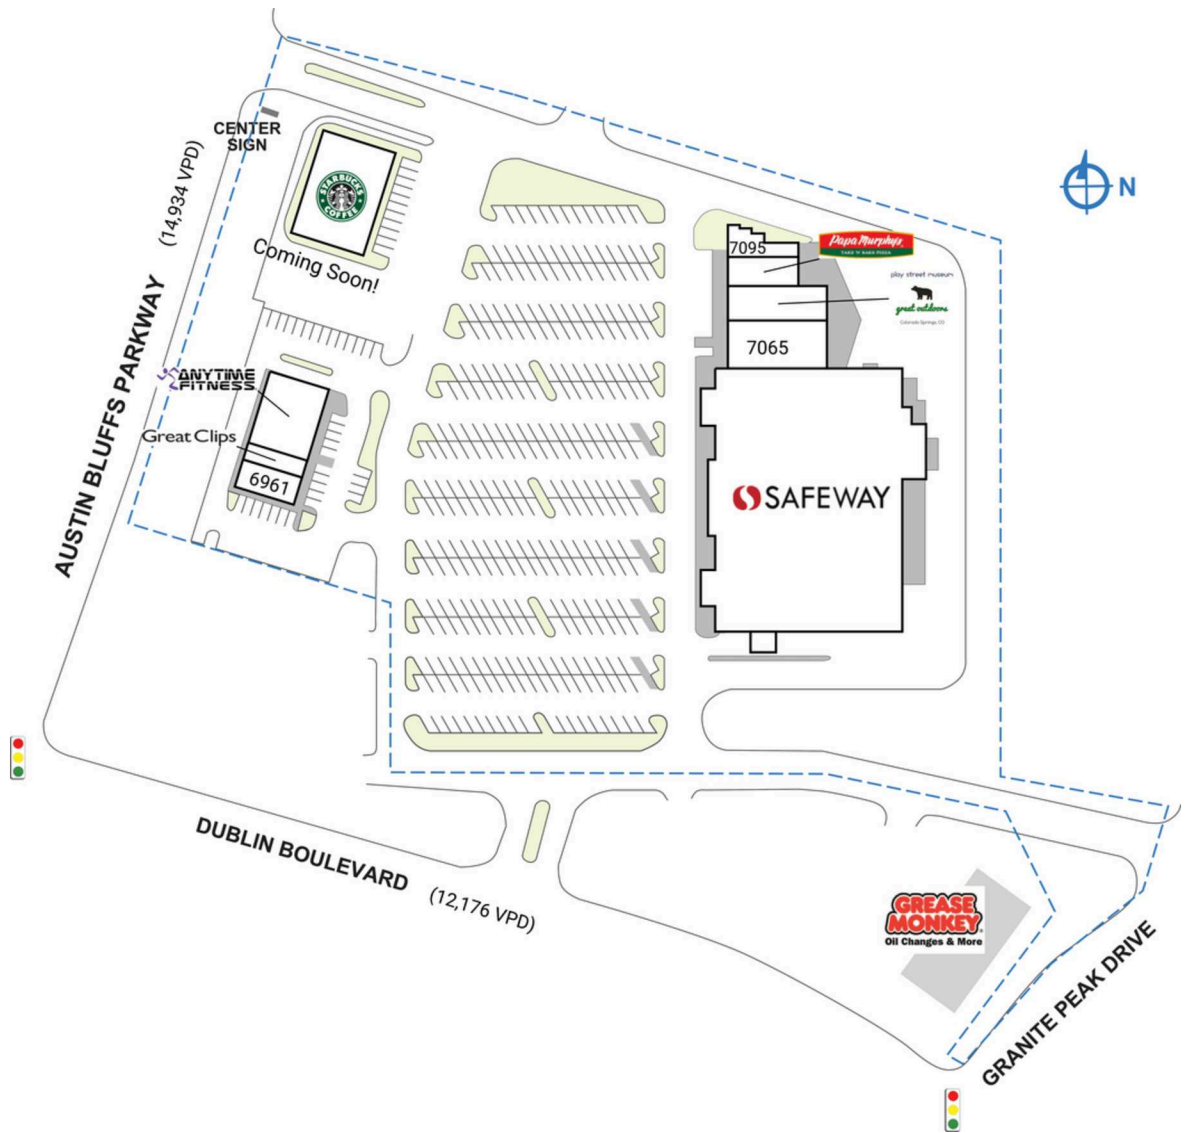 CENTER
SIGN
(14,934 VPD)
STARBUCKS
COFFEE
Coming Soon!
N
7095
Papa Murphy's
TAKE 'N' BAKE PIZZA
play street museum
great outdoors
Colorado Springs, CO
7065
AUSTIN BLUFFS PARKWAY
ANYTIME
FITNESS
Great Clips
6961
SAFEWAY
DUBLIN BOULEVARD
(12,176 VPD)
GREASE
MONKEY
Oil Changes & More
GRANITE PEAK DRIVE